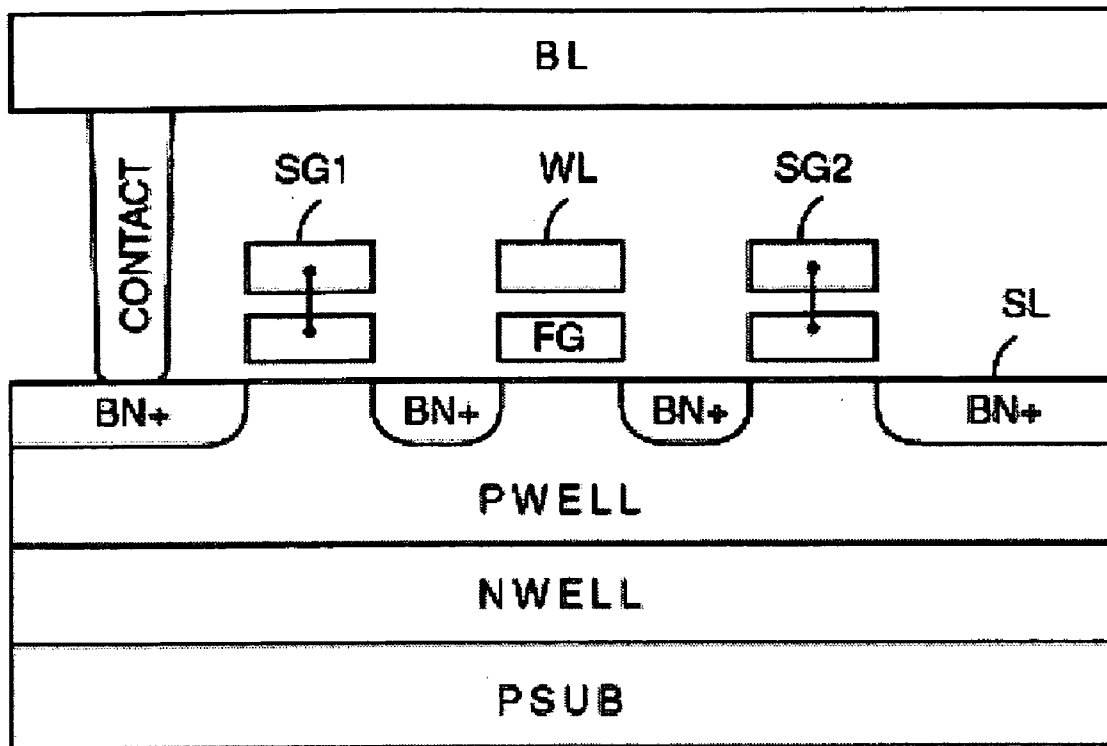 BL
CONTACT
SG1 WL SG2
FG
SL
BN+ BN+ BN+ BN+
PWELL
NWELL
PSUB